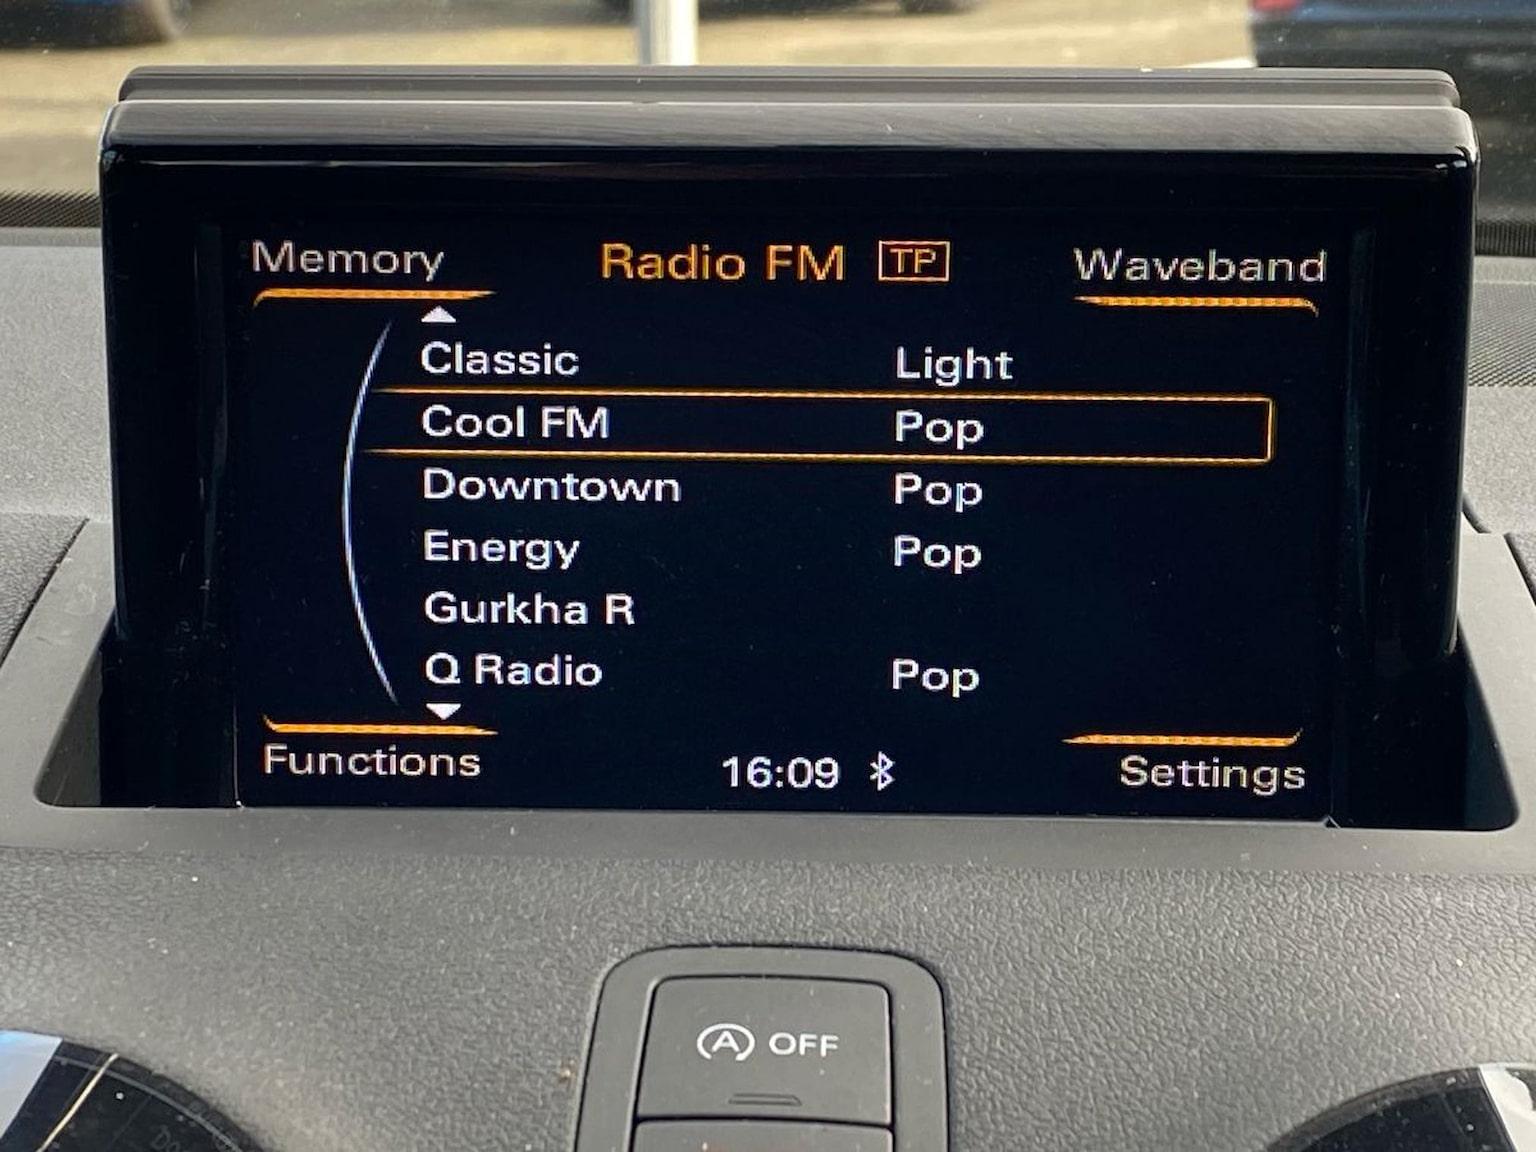 Memory Radio FM TP Waveband
Classic Light
Cool FM Pop
Downtown Pop
Energy Pop
Gurkha R
Q Radio Pop
Functions 16:09 Settings
A OFF